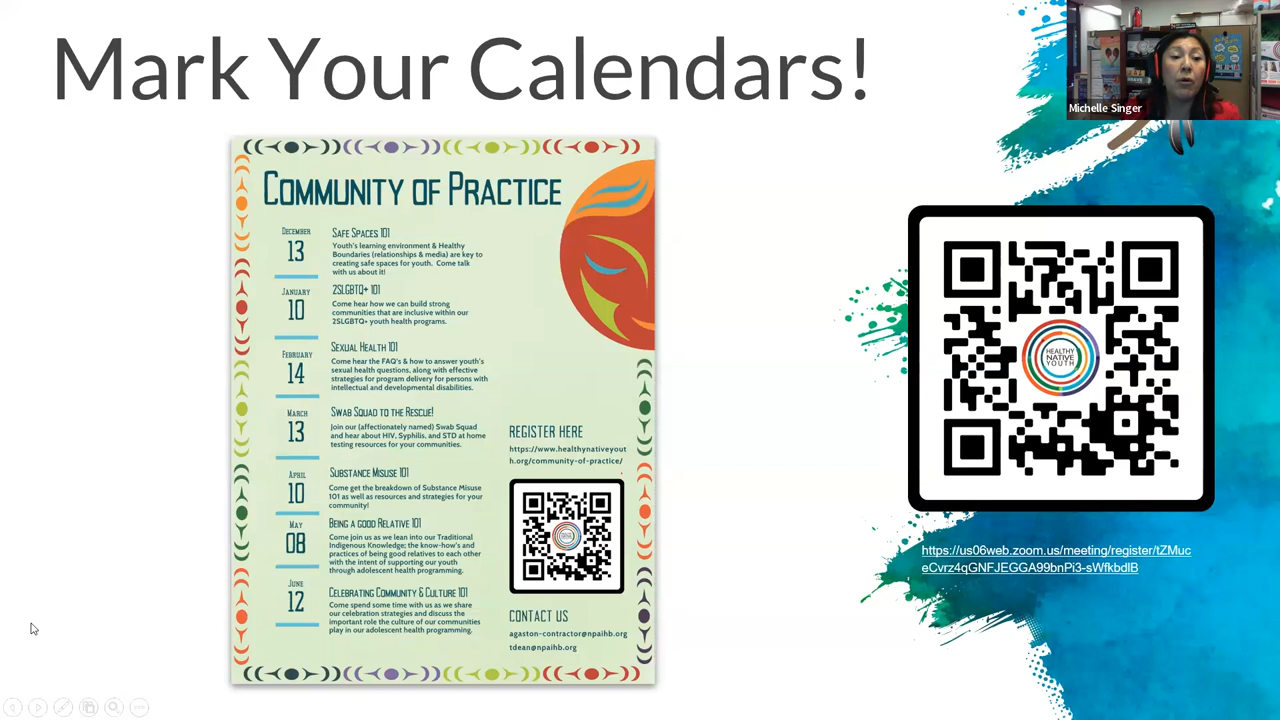 Mark Your Calendars!
Michelle Singer
COMMUNITY OF PRACTICE
DECEMBER
13
SAFE SPACES 101
Youth's learning environment & Healthy
Boundaries (relationships & media) are key to
creating safe spaces for youth. Come talk
with us about it!
JANUARY
10
2SLGBTQ+ 101
Come hear how we can build strong
communities that are inclusive within our
2SLGBTQ+ youth health programs.
FEBRUARY
14
SEXUAL HEALTH 101
Come hear the FAQ's & how to answer youth's
sexual health questions, along with effective
strategies for program delivery for persons with
intellectual and developmental disabilities.
MARCH
13
SWAB SQUAD TO THE RESCUE!
Join our (affectionately named) Swab Squad
and hear about HIV, Syphilis, and STD at home
testing resources for your communities.
APRIL
10
SUBSTANCE MISUSE 101
Come get the breakdown of Substance Misuse
101 as well as resources and strategies for your
community!
MAY
08
BEING A GOOD RELATIVE 101
Come join us as we lean into our Traditional
Indigenous Knowledge; the know-how's and
practices of being good relatives to each other
with the intent of supporting our youth
through adolescent health programming.
JUNE
12
CELEBRATING COMMUNITY & CULTURE 101
Come spend some time with us as we share
our celebration strategies and discuss the
important role the culture of our communities
play in our adolescent health programming.
REGISTER HERE
https://www.healthynativeyout
h.org/community-of-practice/
CONTACT US
agaston-contractor@npaihb.org
tdean@npaihb.org
HEALTHY
NATIVE
YOUTH
https://us06web.zoom.us/meeting/register/tZMuc
eCvrz4qGNFJEGGA99bnPi3-sWfkbdlB